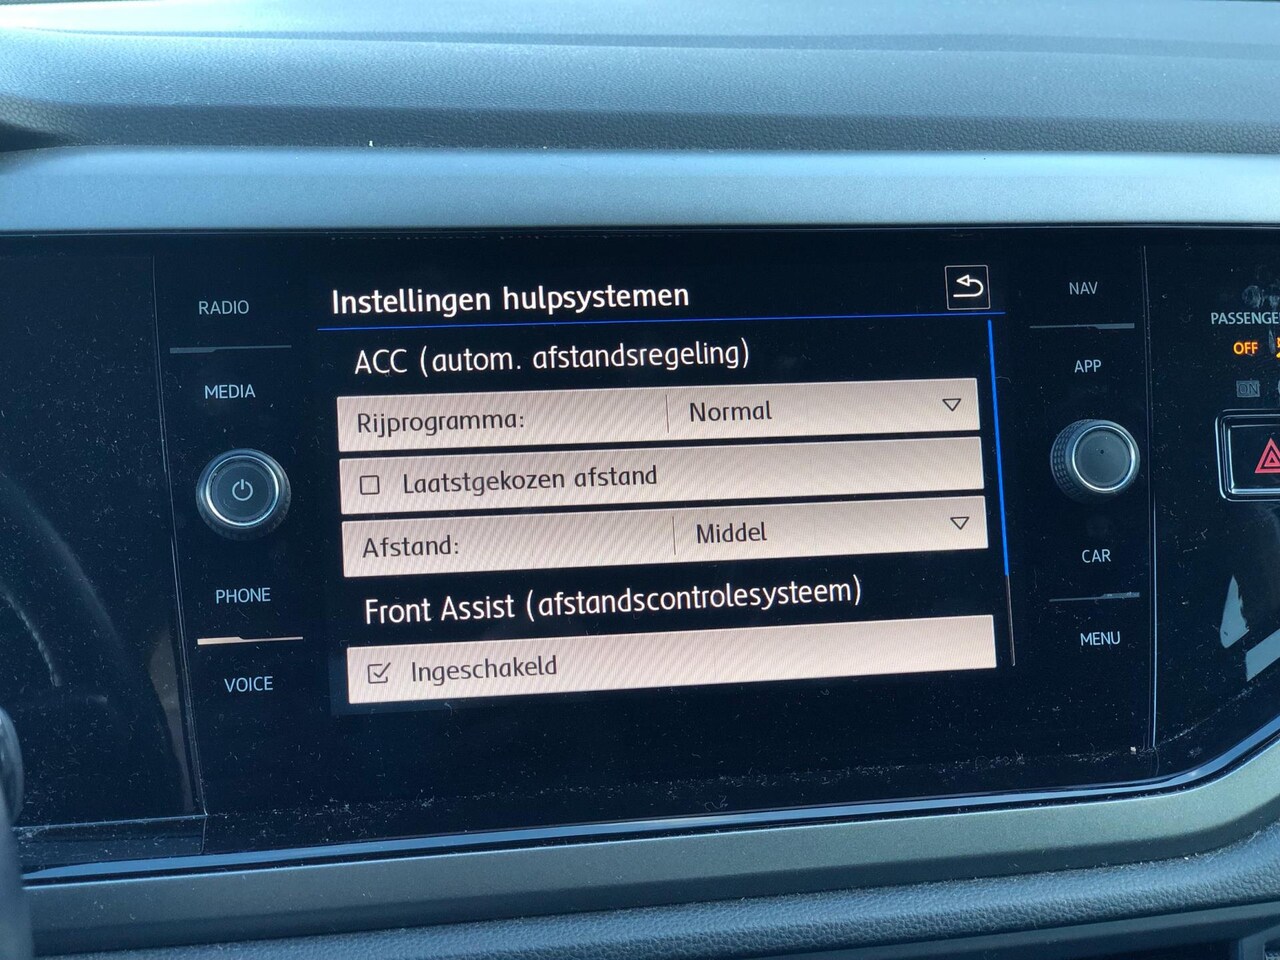 RADIO
MEDIA
PHONE
VOICE
Instellingen hulpsystemen
ACC (autom. afstandsregeling)
Rijprogramma: Normal
Laatstgekozen afstand
Afstand: Middel
Front Assist (afstandscontrolesysteem)
Ingeschakeld
NAV
APP
CAR
MENU
OFF
ON